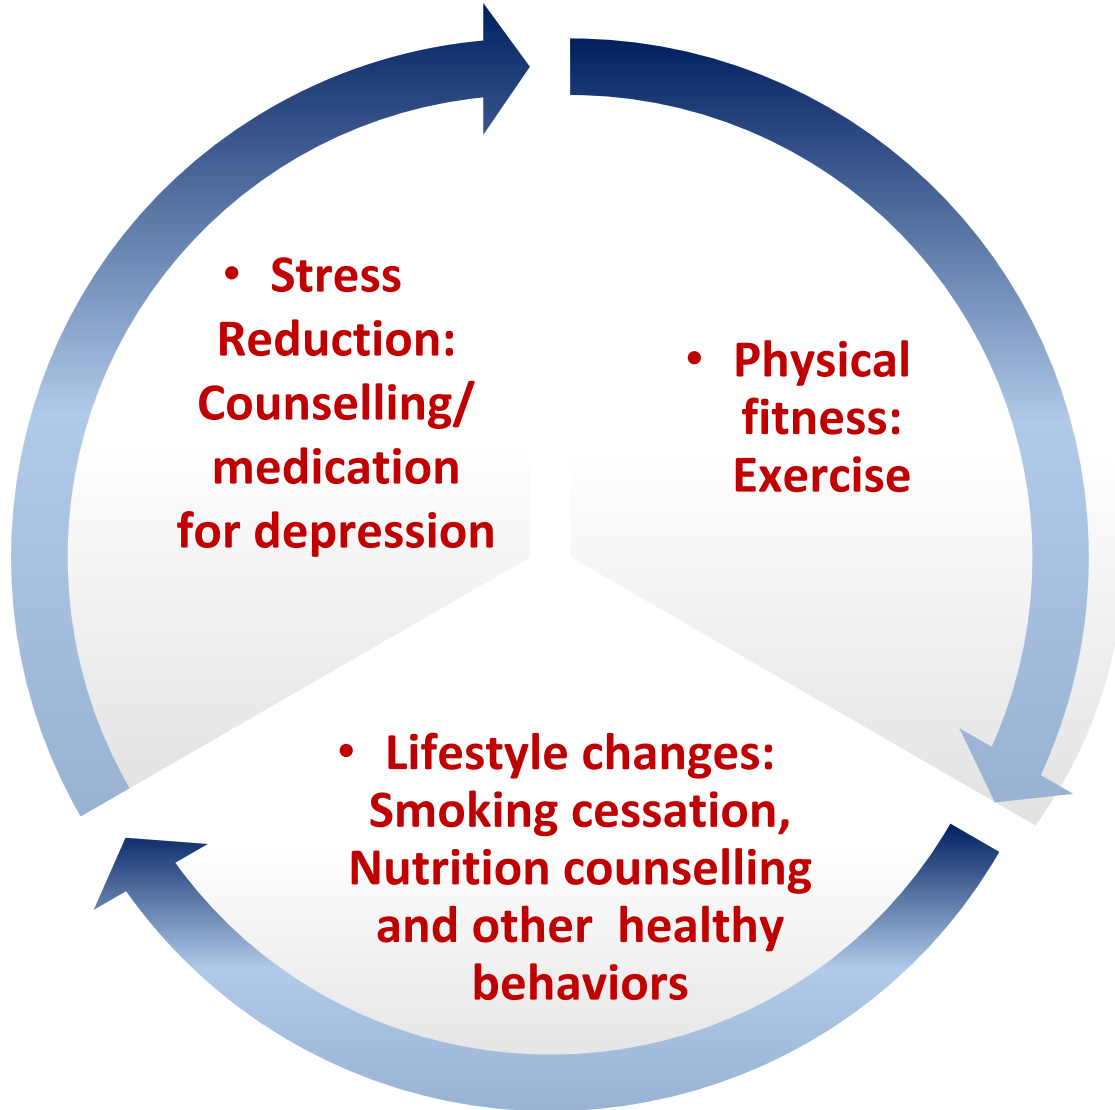 • Stress
Reduction:
Counselling/
medication
for depression
• Physical
fitness:
Exercise
• Lifestyle changes:
Smoking cessation,
Nutrition counselling
and other  healthy
behaviors